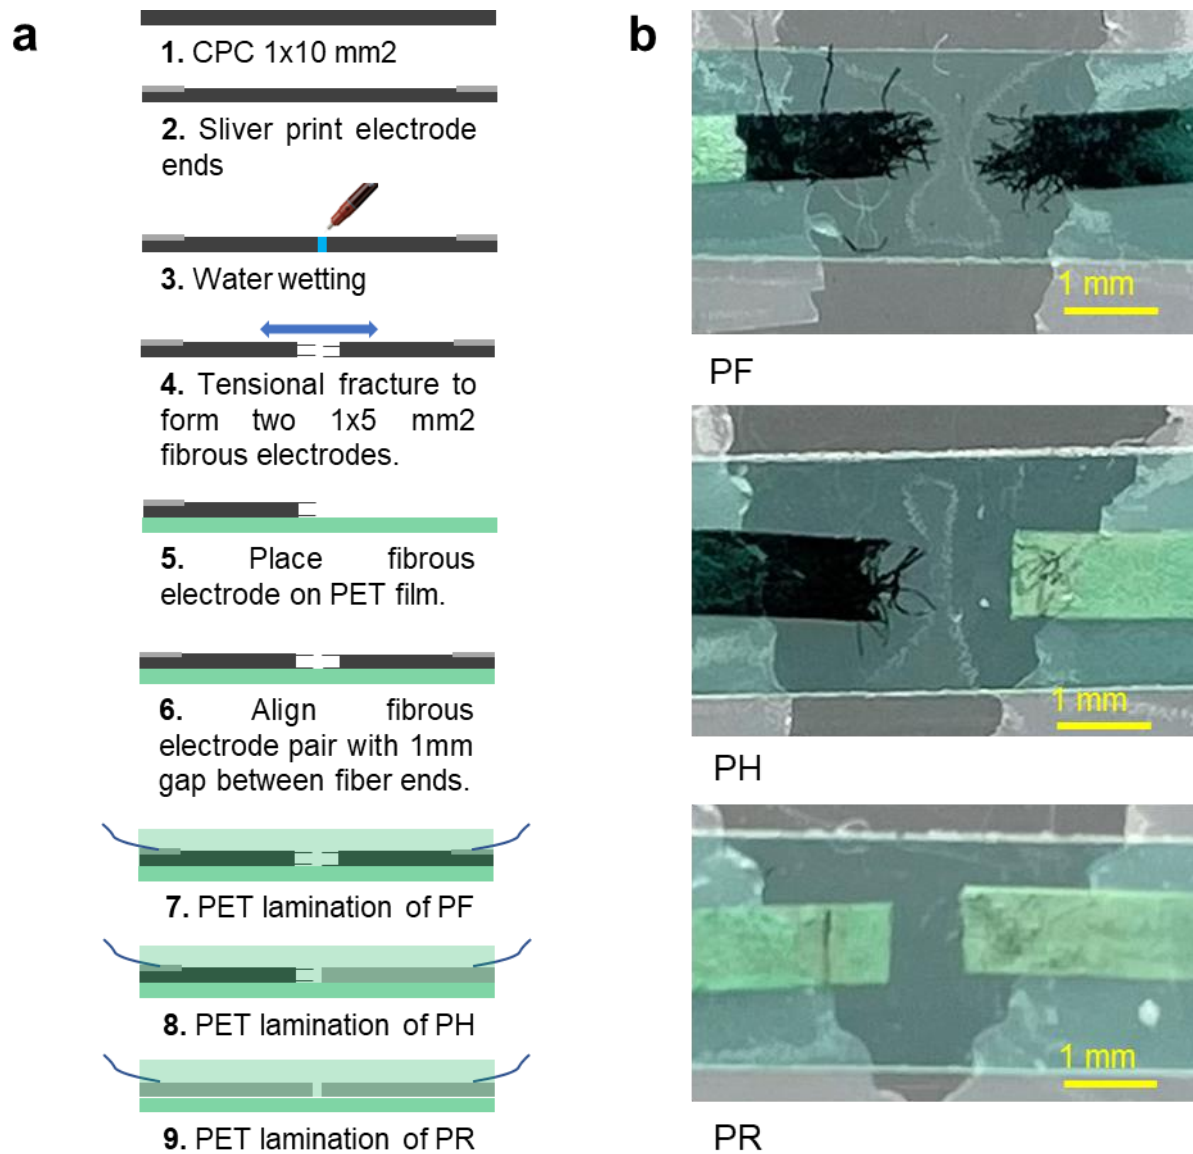 a
1. CPC 1x10 mm2
2. Sliver print electrode
ends
3. Water wetting
4. Tensional fracture to
form two 1x5 mm2
fibrous electrodes.
5. Place fibrous
electrode on PET film.
6. Align fibrous
electrode pair with 1mm
gap between fiber ends.
7. PET lamination of PF
8. PET lamination of PH
9. PET lamination of PR
b
1 mm
PF
1 mm
PH
1 mm
PR